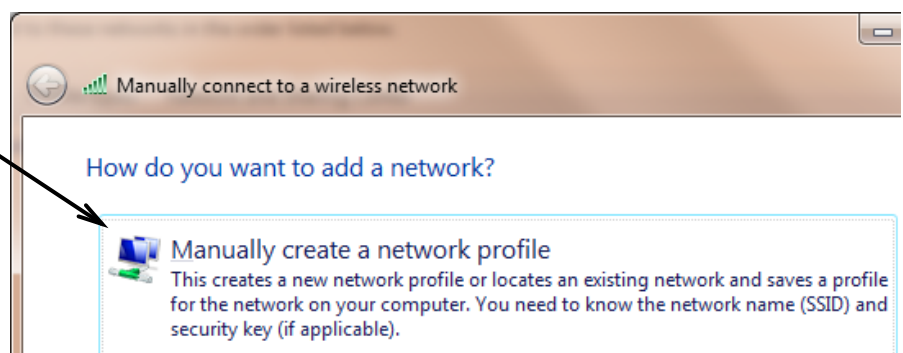 Manually connect to a wireless network
How do you want to add a network?
Manually create a network profile
This creates a new network profile or locates an existing network and saves a profile
for the network on your computer. You need to know the network name (SSID) and
security key (if applicable).